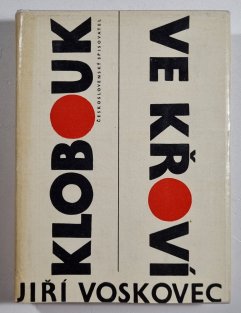 KLOBOUK
ČESKOSLOVENSKÝ SPISOVATEL
VE KŘOVÍ
JIŘÍ VOSKOVEC